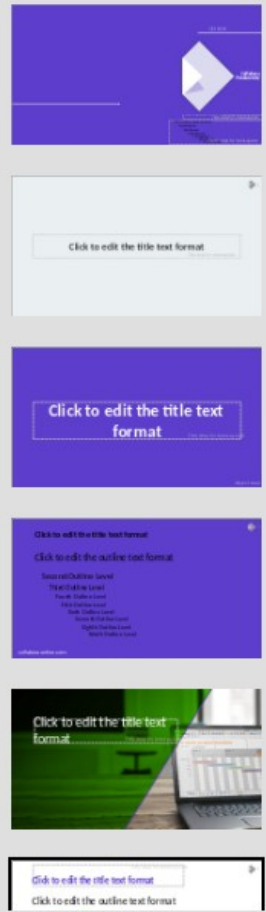 Click to edit the title text format
Click to edit the title text
format
Click to edit the title text format
Click to edit the outline text format
Second Outline Level
Third Outline Level
Fourth Outline Level
Fifth Outline Level
Sixth Outline Level
Seventh Outline Level
Eighth Outline Level
Ninth Outline Level
Click to edit the title text
format
Click to edit the title text format
Click to edit the outline text format